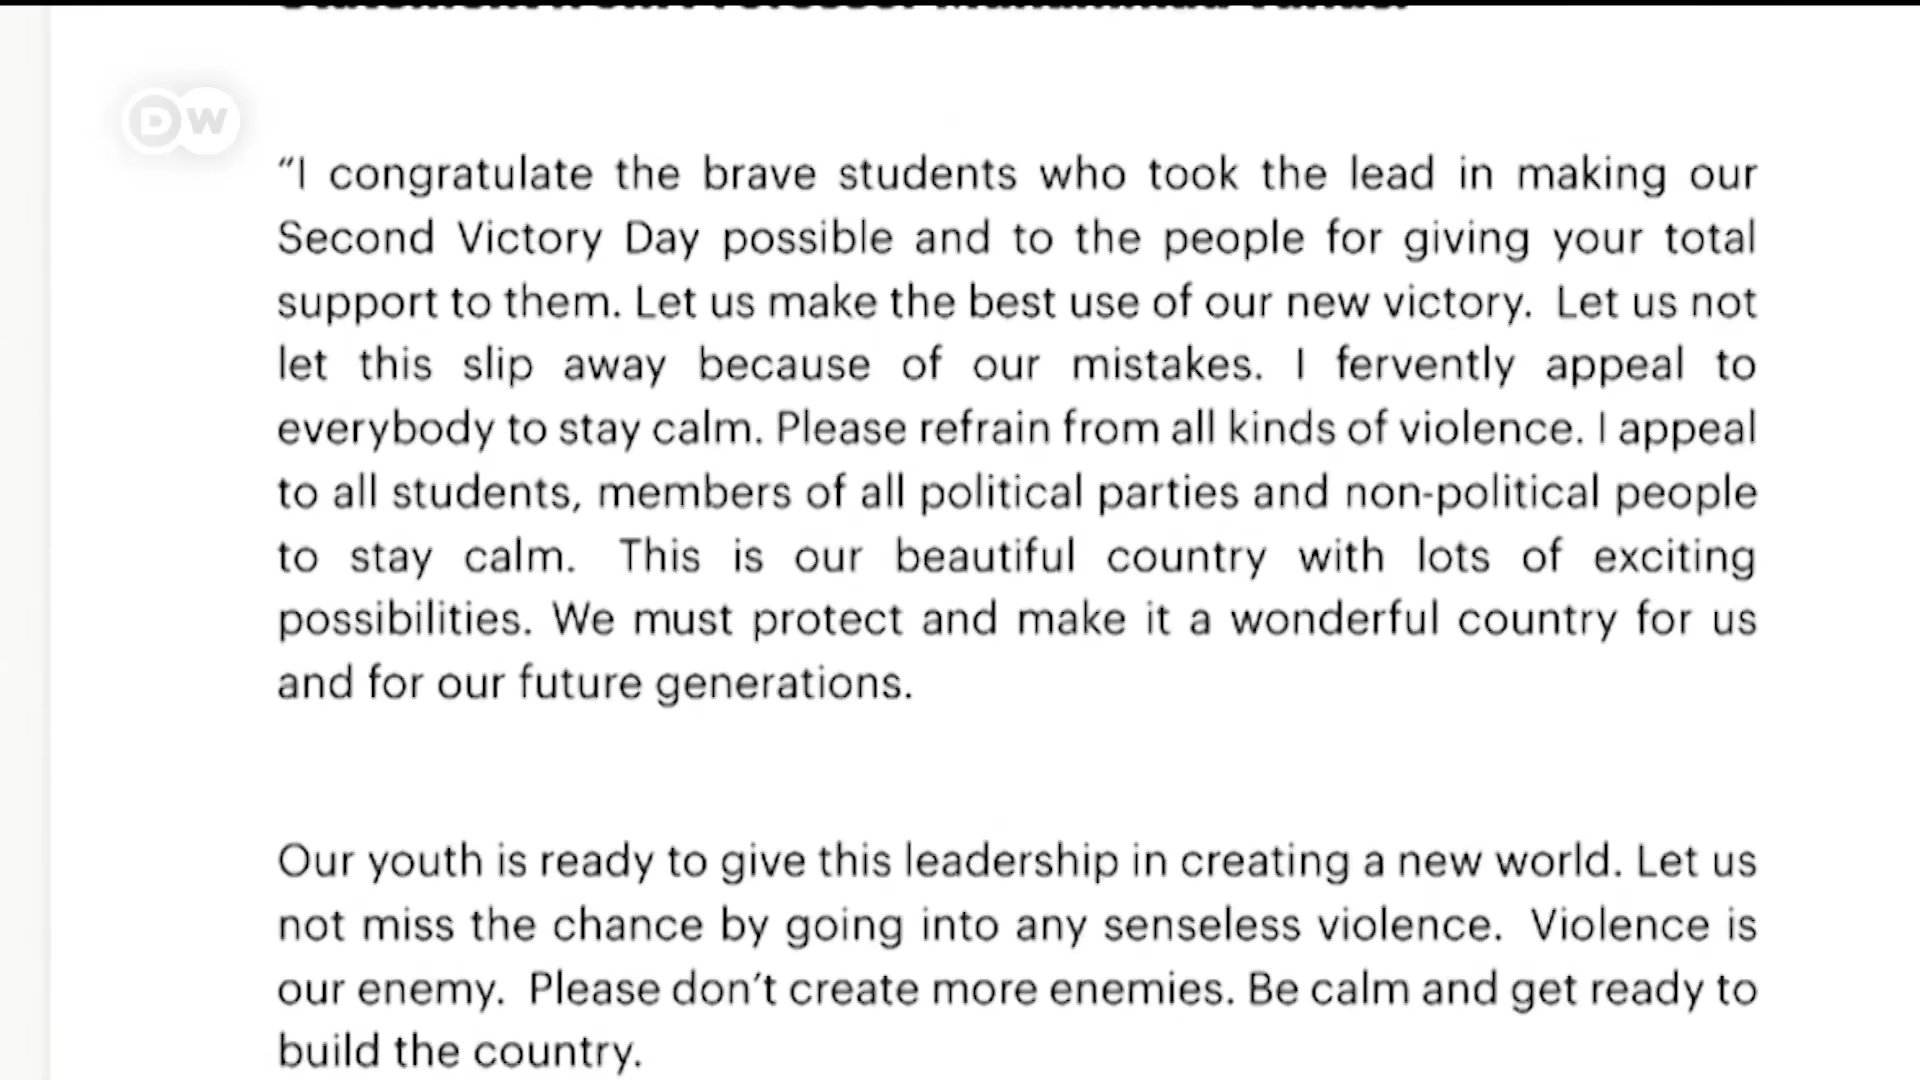 Statement from Professor Muhammad Yunus:
DW
“I congratulate the brave students who took the lead in making our
Second Victory Day possible and to the people for giving your total
support to them. Let us make the best use of our new victory. Let us not
let this slip away because of our mistakes. I fervently appeal to
everybody to stay calm. Please refrain from all kinds of violence. I appeal
to all students, members of all political parties and non-political people
to stay calm. This is our beautiful country with lots of exciting
possibilities. We must protect and make it a wonderful country for us
and for our future generations.
Our youth is ready to give this leadership in creating a new world. Let us
not miss the chance by going into any senseless violence. Violence is
our enemy. Please don’t create more enemies. Be calm and get ready to
build the country.